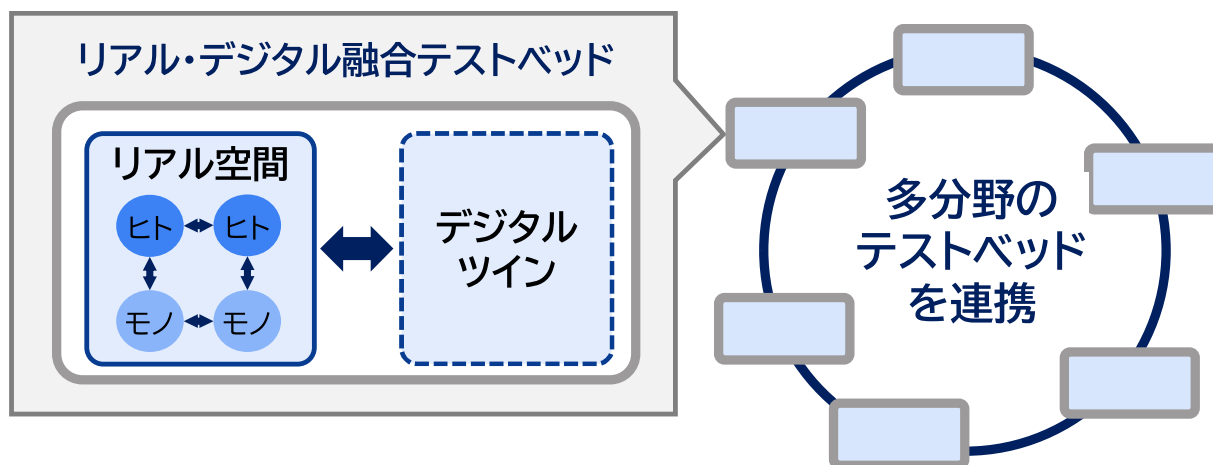 リアル・デジタル融合テストベッド
リアル空間
ヒト
ヒト
モノ
モノ
デジタル
ツイン
多分野の
テストベッド
を連携